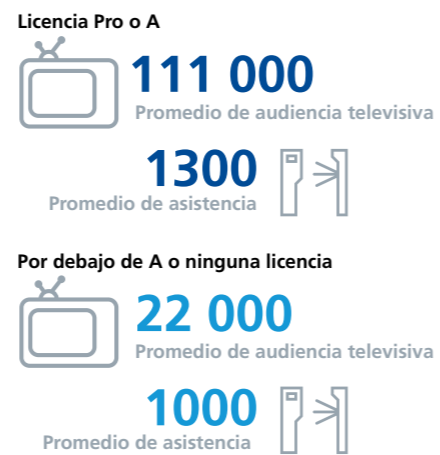 Licencia Pro o A
111 000
Promedio de audiencia televisiva
1300
Promedio de asistencia
Por debajo de A o ninguna licencia
22 000
Promedio de audiencia televisiva
1000
Promedio de asistencia